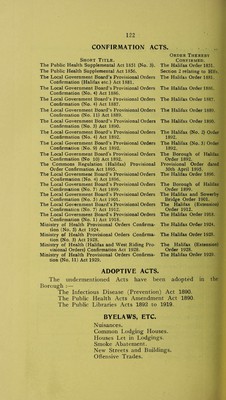 132
CONFIRMATION ACTS.
SHORT TITLE. ORDER THEREBY CONFIRMED.
The Public Health Supplemental Act 1851 (No. 3). The Halifax Order 1851.
The Public Health Supplemental Act 1856. Section 2 relating to Hfx.
The Local Government Board's Provisional Orders Confirmation (Halifax etc.) Act 1881. The Halifax Order 1881.
The Local Government Board's Provisional Orders Confirmation (No. 4) Act 1886. The Halifax Order 1886.
The Local Government Board's Provisional Orders Confirmation (No. 4) Act 1887. The Halifax Order 1887.
The Local Government Board's Provisional Orders Confirmation (No. 11) Act 1889. The Halifax Order 1889.
The Local Government Board's Provisional Orders Confirmation (No. 3) Act 1890. The Halifax Order 1890.
The Local Government Board's Provisional Orders Confirmation (No. 4) Act 1892. The Halifax (No. 2) Order 1892.
The Local Government Board's Provisional Orders Confirmation (No. 9) Act 1892. The Halifax (No. 3) Order 1892.
The Local Government Board's Provisional Orders Confirmation (No. 10) Act 1892. The Borough of Halifax Order 1892.
The Commons Regulation (Halifax) Provisional Order Confirmation Act 1895. Provisional Order dated 30th April 1895.
The Local Government Board's Provisional Orders Confirmation (No. 4) Act 1898. The Halifax Order 1898.
The Local Government Board's Provisional Orders Confirmation (No. 7) Act 1899. The Borough of Halifax Order 1899.
The Local Government Board's Provisional Orders Confirmation (No. 3) Act 1901. The Halifax and Sowerby Bridge Order 1901.
The Local Government Board's Provisional Orders Confirmation (No. 7) Act 1912. The Halifax (Extension) Order 1912.
The Local Government Board's Provisional Orders Confirmation (No. 1) Act 1918. The Halifax Order 1918.
Ministry of Health Provisional Orders Confirmation (No. 5) Act 1924. The Halifax Order 1924.
Ministry of Health Provisional Orders Confirmation (No. 5) Act 1928. The Halifax Order 1928.
Ministry of Health (Halifax and West Riding Provisional Orders) Confirmation Act 1928. The Halifax (Extension) Order 1928.
Ministry of Health Provisional Orders Confirmation (No. 11) Act 1929. The Halifax Order 1929.
ADOPTIVE ACTS.
The undermentioned Acts have been adopted in the
Borough :—
The Infectious Disease (Prevention) Act 1890.
The Public Health Acts Amendment Act 1890
The Public Libraries Acts 1892 to 1919.
BYELAWS, ETC.
Nuisances.
Common Lodging Houses.
Houses Let in Lodgings.
Smoke Abatement.
New Streets and Buildings.
Offensive Trades.